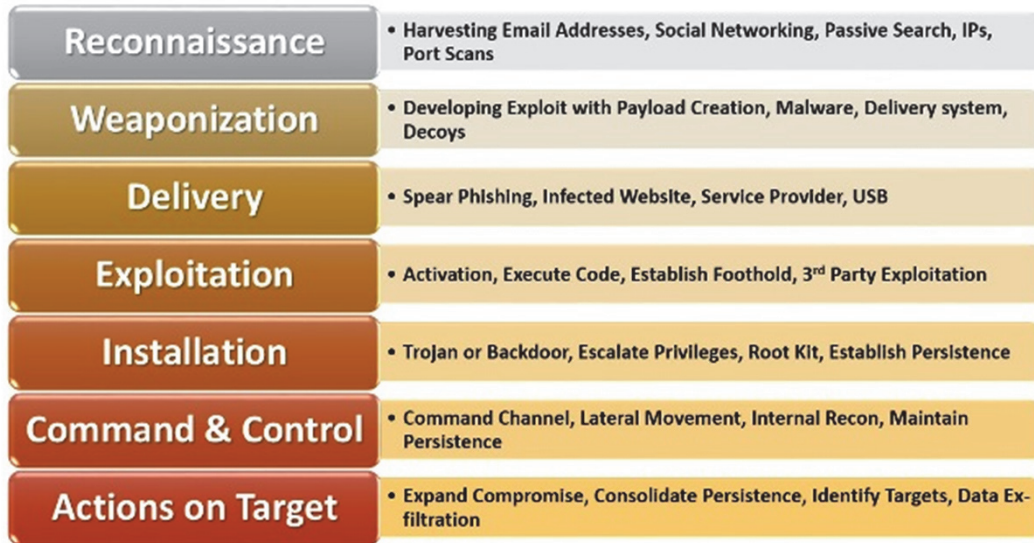 Reconnaissance
• Harvesting Email Addresses, Social Networking, Passive Search, IPs,
Port Scans
Weaponization
• Developing Exploit with Payload Creation, Malware, Delivery system,
Decoys
Delivery
• Spear Phishing, Infected Website, Service Provider, USB
Exploitation
• Activation, Execute Code, Establish Foothold, 3rd Party Exploitation
Installation
• Trojan or Backdoor, Escalate Privileges, Root Kit, Establish Persistence
Command & Control
• Command Channel, Lateral Movement, Internal Recon, Maintain
Persistence
Actions on Target
• Expand Compromise, Consolidate Persistence, Identify Targets, Data Ex-
filtration